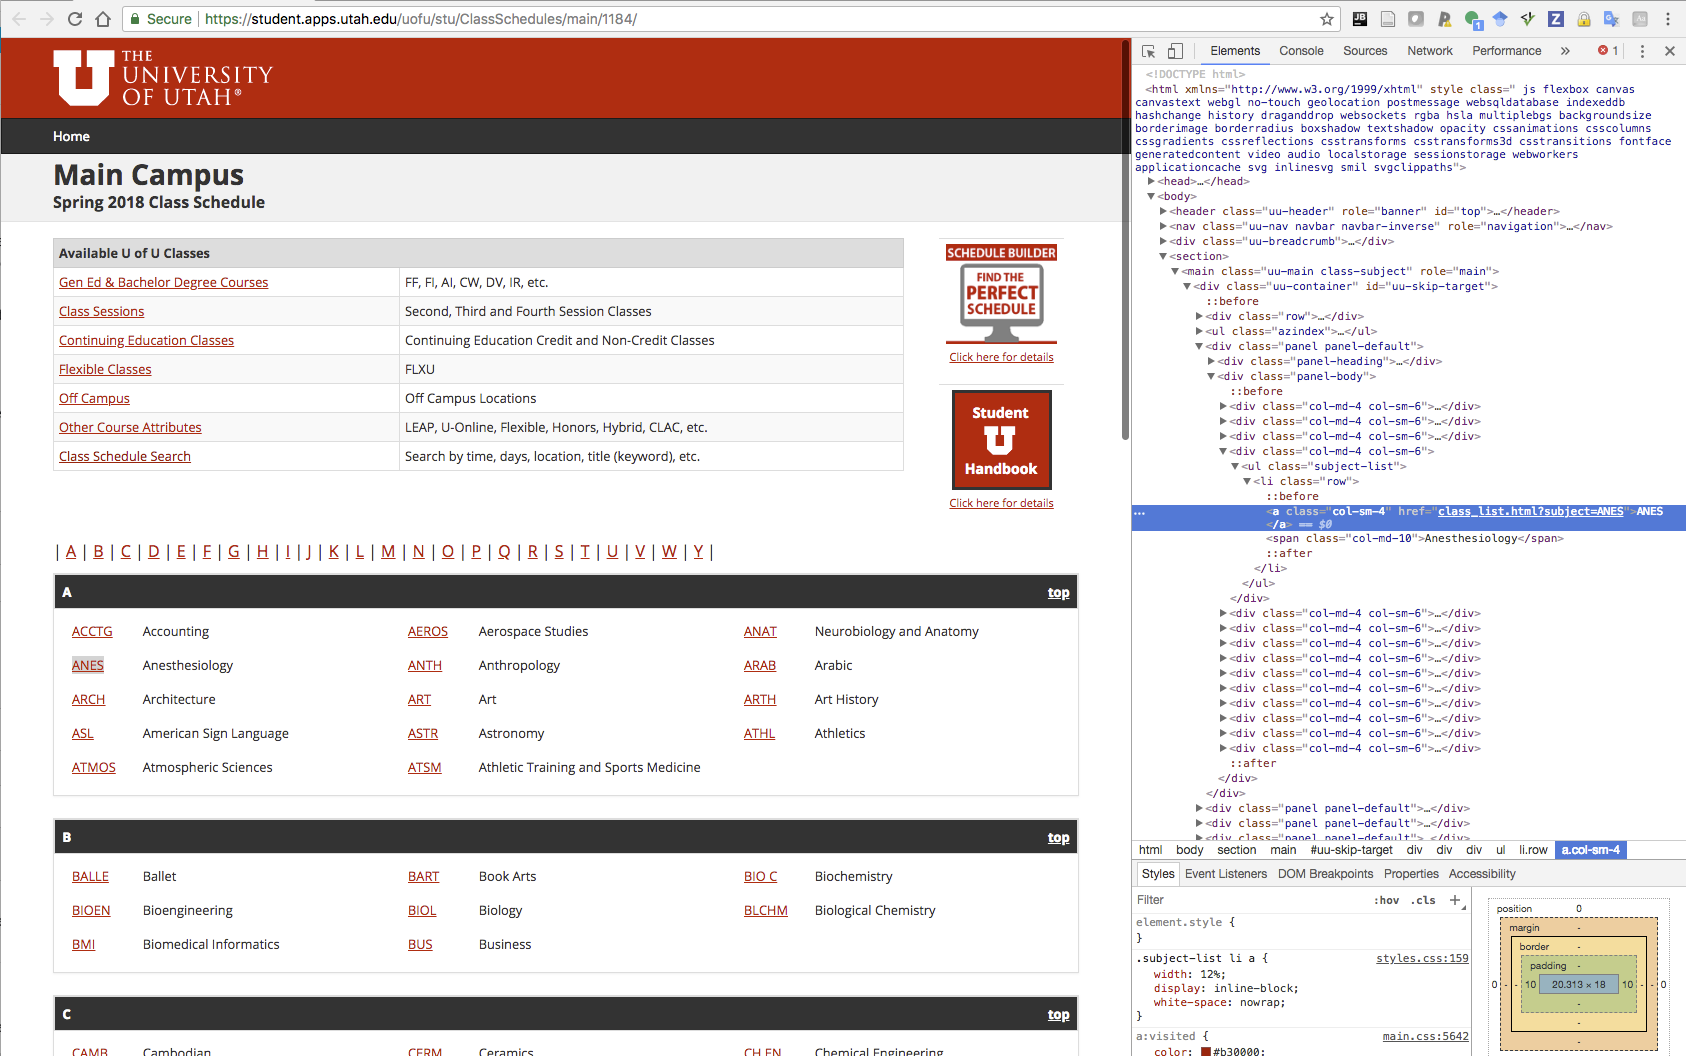 Secure https://student.apps.utah.edu/uofu/stu/ClassSchedules/main/1184/
THE
UNIVERSITY
OF UTAH®
Home
Main Campus
Spring 2018 Class Schedule
Available U of U Classes
Gen Ed & Bachelor Degree Courses FF, FI, AI, CW, DV, IR, etc.
Class Sessions Second, Third and Fourth Session Classes
Continuing Education Classes Continuing Education Credit and Non-Credit Classes
Flexible Classes FLXU
Off Campus Off Campus Locations
Other Course Attributes LEAP, U-Online, Flexible, Honors, Hybrid, CLAC, etc.
Class Schedule Search Search by time, days, location, title (keyword), etc.
SCHEDULE BUILDER
FIND THE
PERFECT
SCHEDULE
Click here for details
Student
U
Handbook
Click here for details
| A | B | C | D | E | F | G | H | I | J | K | L | M | N | O | P | Q | R | S | T | U | V | W | Y |
A top
ACCTG Accounting AEROS Aerospace Studies ANAT Neurobiology and Anatomy
ANES Anesthesiology ANTH Anthropology ARAB Arabic
ARCH Architecture ART Art ARTH Art History
ASL American Sign Language ASTR Astronomy ATHL Athletics
ATMOS Atmospheric Sciences ATSM Athletic Training and Sports Medicine
B top
BALLE Ballet BART Book Arts BIO C Biochemistry
BIOEN Bioengineering BIOL Biology BLCHM Biological Chemistry
BMI Biomedical Informatics BUS Business
C top
CAMB Cambodian CERM Ceramics CH EN Chemical Engineering
Elements Console Sources Network Performance » 1
<!DOCTYPE html>
<html xmlns="http://www.w3.org/1999/xhtml" style class=" js flexbox canvas
canvastext webgl no-touch geolocation postmessage websqldatabase indexeddb
hashchange history draganddrop websockets rgba hsla multiplebgs backgroundsize
borderimage borderradius boxshadow textshadow opacity cssanimations csscolumns
cssgradients cssreflections csstransforms csstransforms3d csstransitions fontface
generatedcontent video audio localstorage sessionstorage webworkers
applicationcache svg inlinesvg smil svgclippaths">
<head>…</head>
<body>
<header class="uu-header" role="banner" id="top">…</header>
<nav class="uu-nav navbar navbar-inverse" role="navigation">…</nav>
<div class="uu-breadcrumb">…</div>
<section>
<main class="uu-main class-subject" role="main">
<div class="uu-container" id="uu-skip-target">
::before
<div class="row">…</div>
<ul class="azindex">…</ul>
<div class="panel panel-default">
<div class="panel-heading">…</div>
<div class="panel-body">
::before
<div class="col-md-4 col-sm-6">…</div>
<div class="col-md-4 col-sm-6">…</div>
<div class="col-md-4 col-sm-6">…</div>
<div class="col-md-4 col-sm-6">
<ul class="subject-list">
<li class="row">
::before
… <a class="col-sm-4" href="class_list.html?subject=ANES">ANES
</a> == $0
<span class="col-md-10">Anesthesiology</span>
::after
</li>
</ul>
</div>
<div class="col-md-4 col-sm-6">…</div>
<div class="col-md-4 col-sm-6">…</div>
<div class="col-md-4 col-sm-6">…</div>
<div class="col-md-4 col-sm-6">…</div>
<div class="col-md-4 col-sm-6">…</div>
<div class="col-md-4 col-sm-6">…</div>
<div class="col-md-4 col-sm-6">…</div>
<div class="col-md-4 col-sm-6">…</div>
<div class="col-md-4 col-sm-6">…</div>
<div class="col-md-4 col-sm-6">…</div>
::after
</div>
</div>
<div class="panel panel-default">…</div>
<div class="panel panel-default">…</div>
<div class="panel panel-default">…</div>
html body section main #uu-skip-target div div div ul li.row a.col-sm-4
Styles Event Listeners DOM Breakpoints Properties Accessibility
Filter :hov .cls +
element.style {
}
.subject-list li a { styles.css:159
width: 12%;
display: inline-block;
white-space: nowrap;
}
a:visited { main.css:5642
color: #b30000;
position 0
margin -
border -
padding -
0 - - 10 20.313 × 18 10 - - 0
-
-